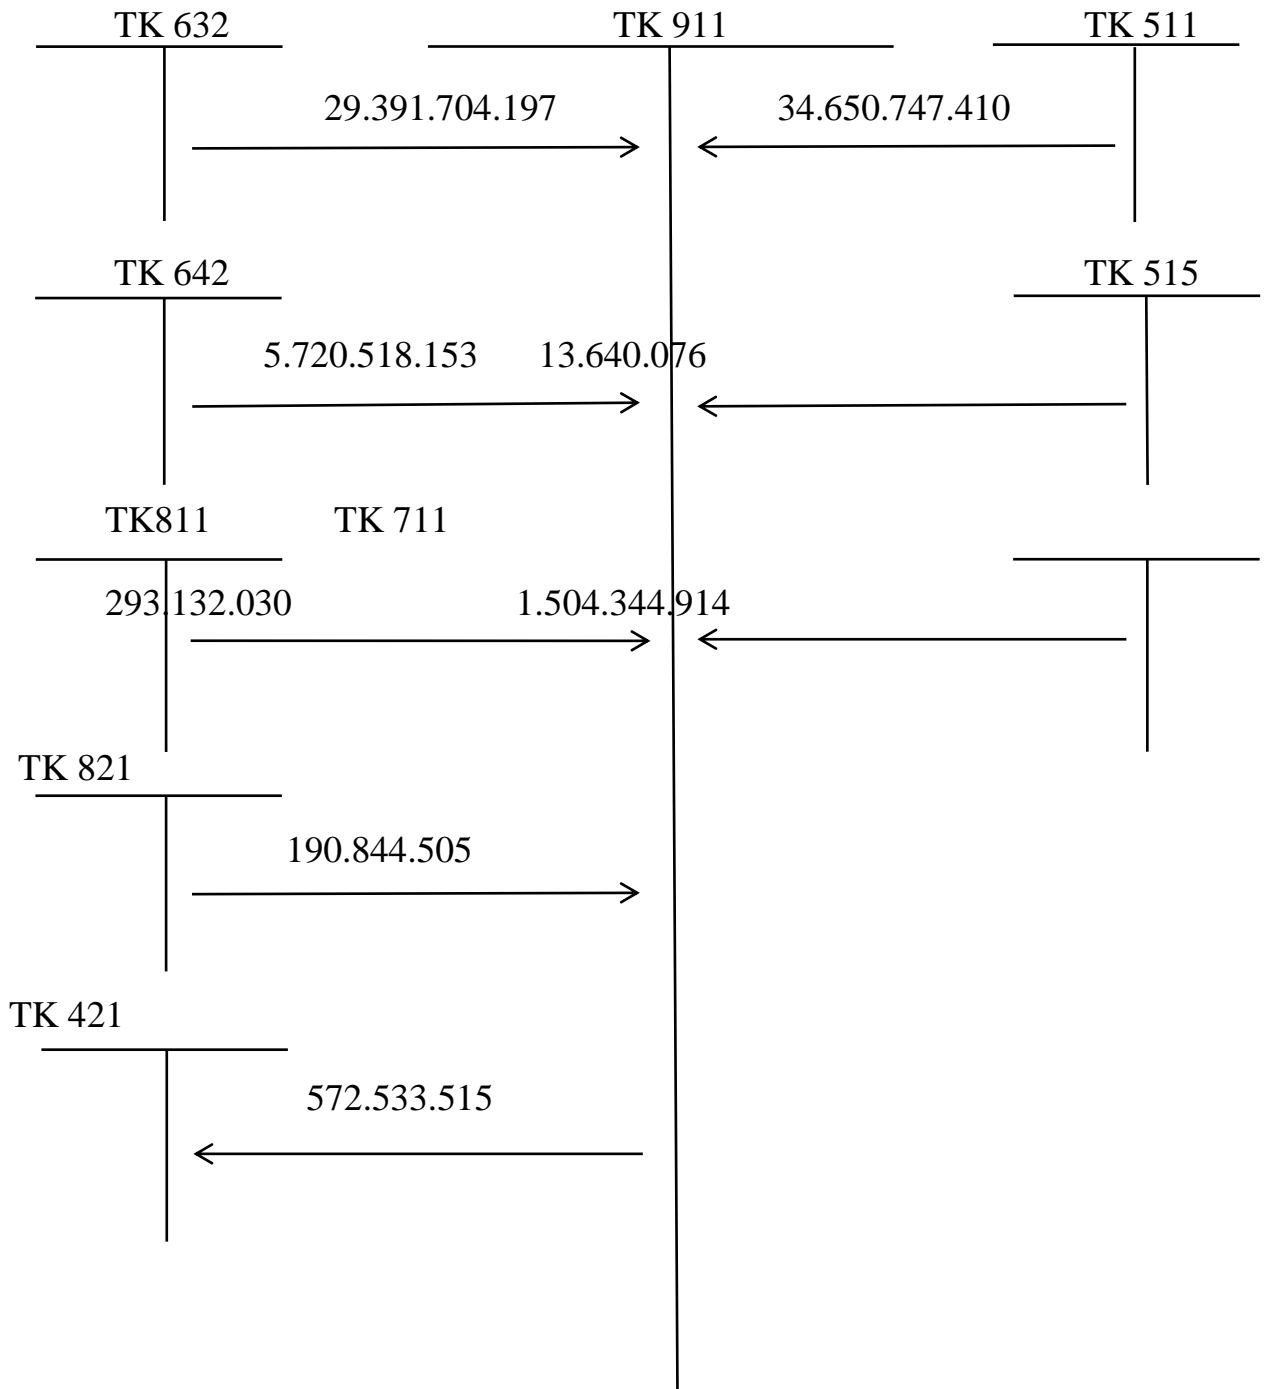 TK 632 TK 911 TK 511
29.391.704.197 34.650.747.410
TK 642 TK 515
5.720.518.153 13.640.076
TK811 TK 711
293.132.030 1.504.344.914
TK 821
190.844.505
TK 421
572.533.515